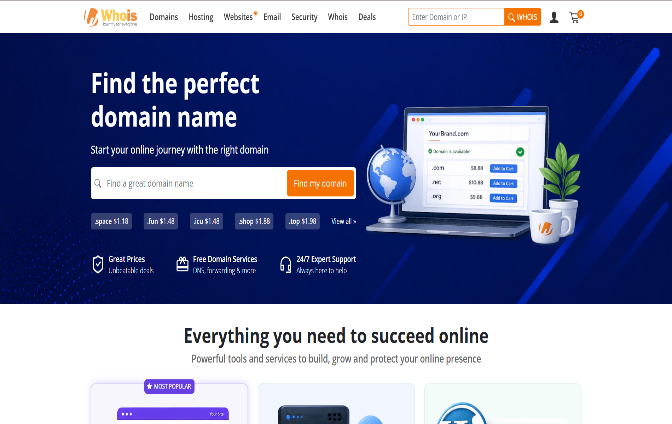 Whois
Identity for everyone
Domains
Hosting
Websites
Email
Security
Whois
Deals
Enter Domain or IP
WHOIS
0
Find the perfect
domain name
Start your online journey with the right domain
Find a great domain name
Find my domain
.space $1.18
.fun $1.48
.icu $1.48
.shop $1.88
.top $1.98
View all »
Great Prices
Unbeatable deals
Free Domain Services
DNS, forwarding & more
24/7 Expert Support
Always here to help
YourBrand.com
Domain is available!
.com $8.88 Add to Cart
.net $10.88 Add to Cart
.org $9.88 Add to Cart
Everything you need to succeed online
Powerful tools and services to build, grow and protect your online presence
MOST POPULAR